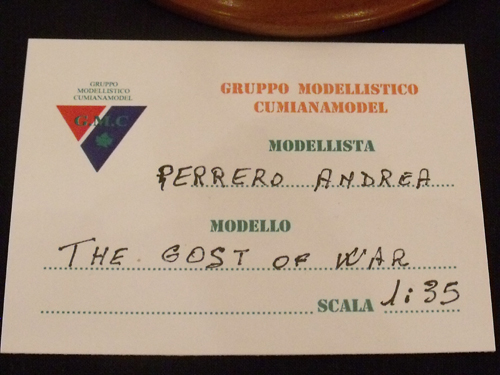 GRUPPO
MODELLISTICO
CUMIANAMODEL
G.M.C
GRUPPO MODELLISTICO
CUMIANAMODEL
MODELLISTA
PERRERO ANDREA
MODELLO
THE GOST OF WAR
SCALA 1:35